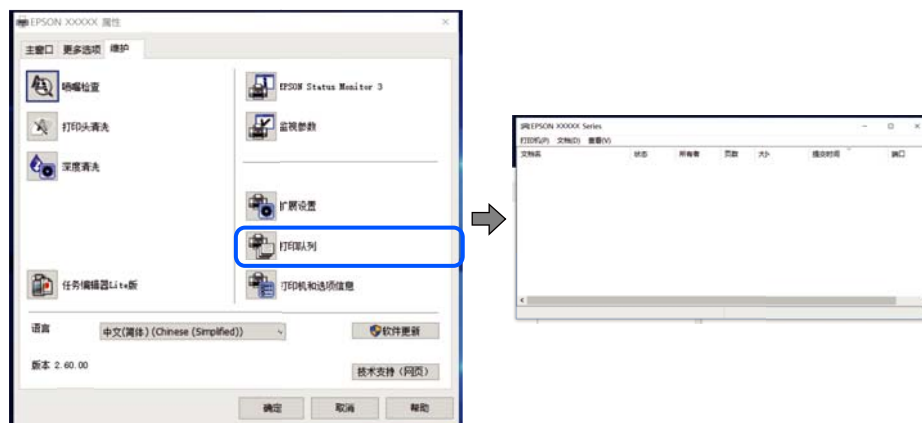 EPSON XXXXX 属性
主窗口 更多选项 维护
喷嘴检查
打印头清洗
深度清洗
任务编辑器Lite版
EPSON Status Monitor 3
监视参数
扩展设置
打印队列
打印机和选项信息
语言 中文(简体) (Chinese (Simplified)) 软件更新
版本 2.60.00 技术支持（网页）
确定 取消 帮助
EPSON XXXXX Series
打印机(P) 文档(D) 查看(V)
文档名 状态 所有者 页数 大小 提交时间 端口